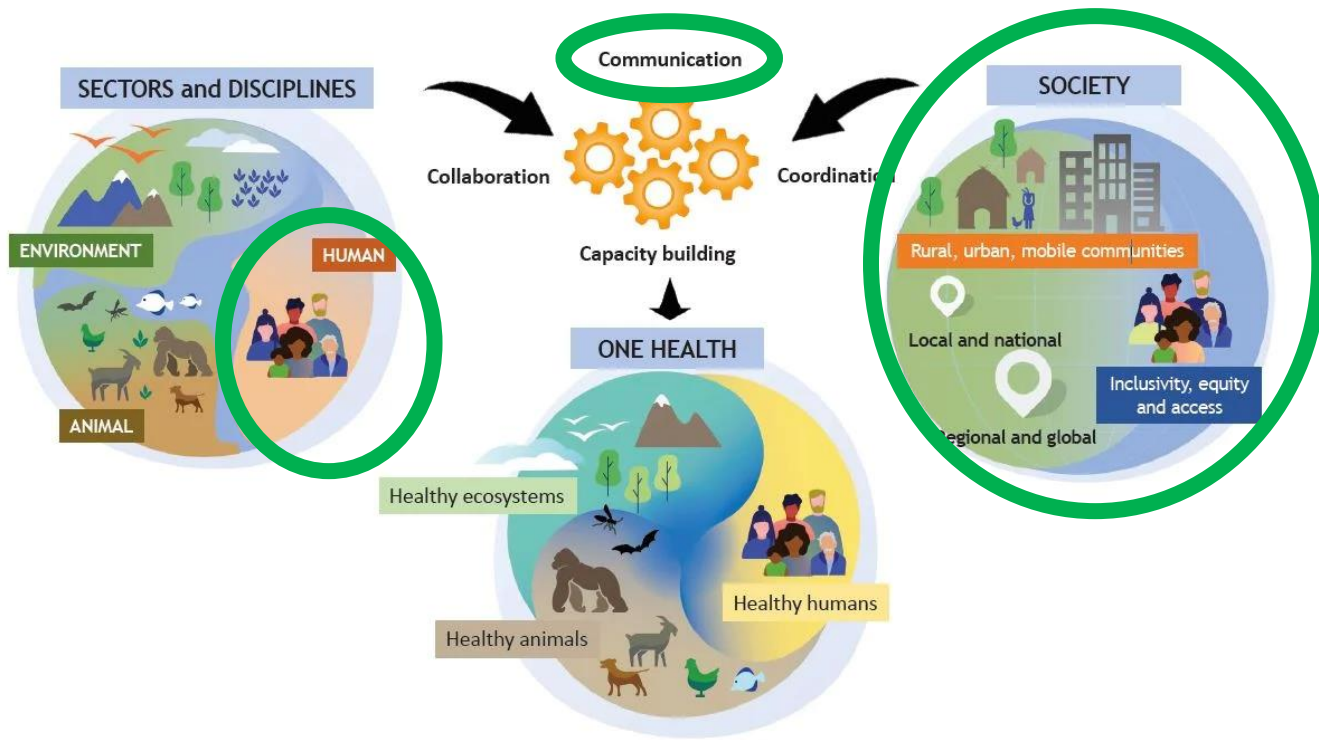 Communication
SECTORS and DISCIPLINES
SOCIETY
Collaboration
Coordination
ENVIRONMENT
HUMAN
Rural, urban, mobile communities
Capacity building
Local and national
ONE HEALTH
Inclusivity, equity
and access
ANIMAL
Regional and global
Healthy ecosystems
Healthy humans
Healthy animals